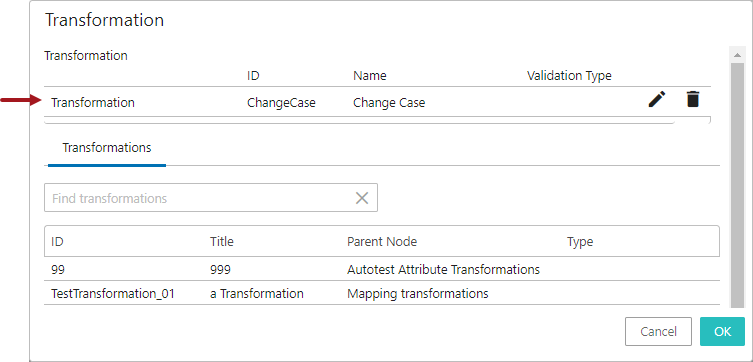 Transformation
Transformation
ID Name Validation Type
Transformation ChangeCase Change Case
Transformations
Find transformations
ID Title Parent Node Type
99 999 Autotest Attribute Transformations
TestTransformation_01 a Transformation Mapping transformations
Cancel OK